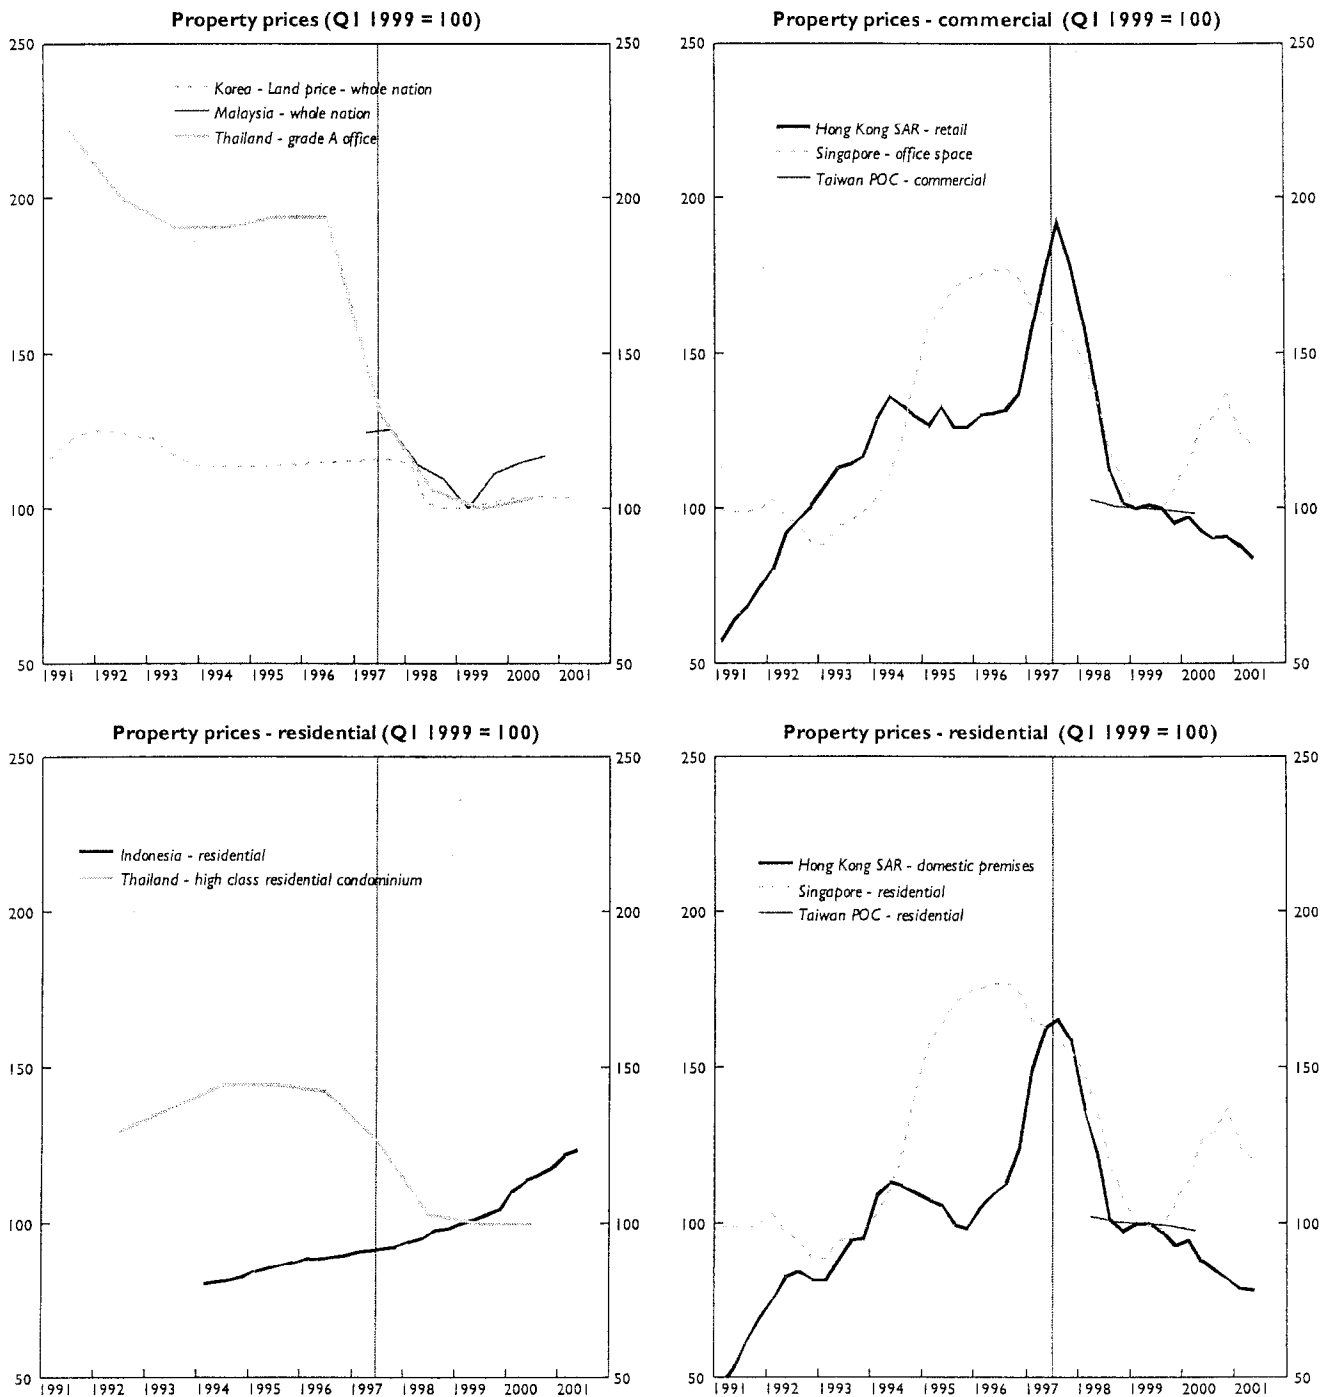 Property prices (Q1 1999 = 100)
250
250
Korea - Land price - whole nation
Malaysia - whole nation
Thailand - grade A office
200
200
150
150
100
100
50
50
1991 1992 1993 1994 1995 1996 1997 1998 1999 2000 2001
Property prices - commercial (Q1 1999 = 100)
250
250
Hong Kong SAR - retail
Singapore - office space
Taiwan POC - commercial
200
200
150
150
100
100
50
50
1991 1992 1993 1994 1995 1996 1997 1998 1999 2000 2001
Property prices - residential (Q1 1999 = 100)
250
250
Indonesia - residential
Thailand - high class residential condominium
200
200
150
150
100
100
50
50
1991 1992 1993 1994 1995 1996 1997 1998 1999 2000 2001
Property prices - residential (Q1 1999 = 100)
250
250
Hong Kong SAR - domestic premises
Singapore - residential
Taiwan POC - residential
200
200
150
150
100
100
50
50
1991 1992 1993 1994 1995 1996 1997 1998 1999 2000 2001